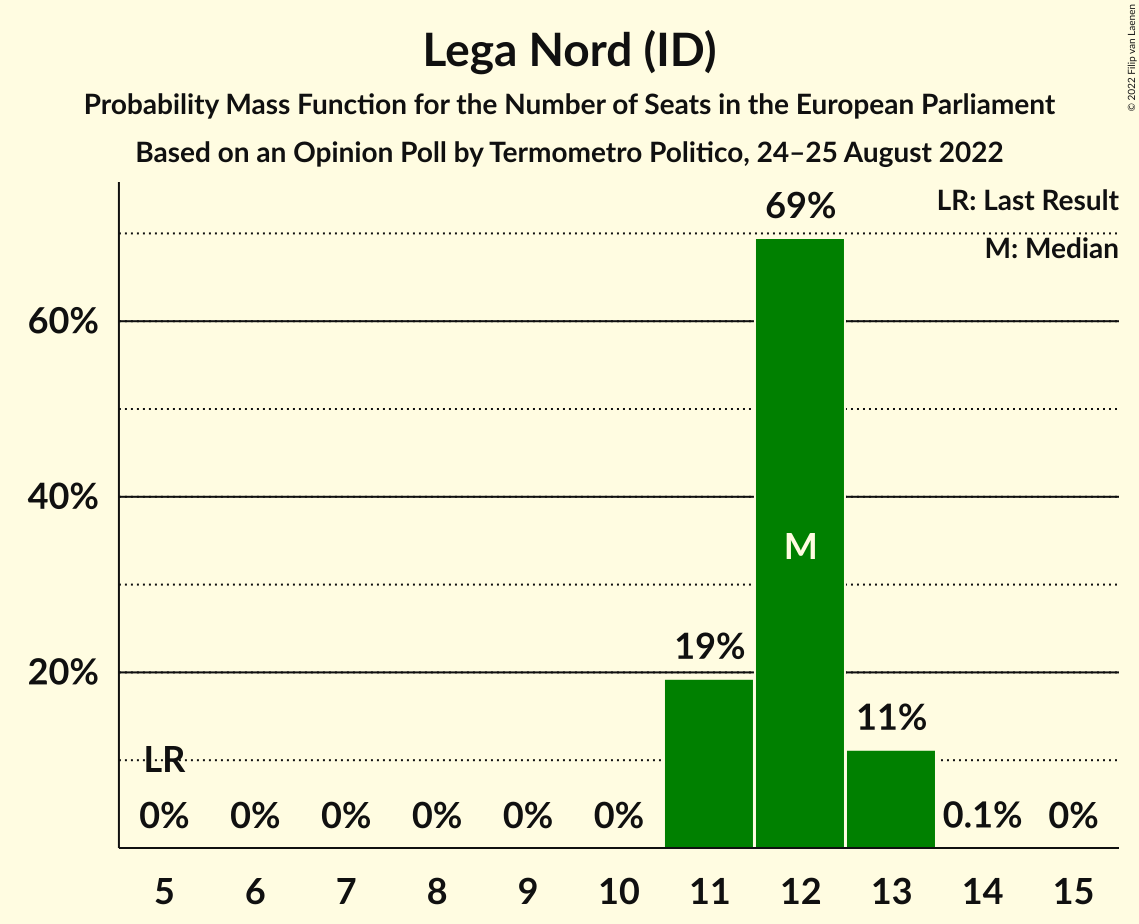 Lega Nord (ID)
Probability Mass Function for the Number of Seats in the European Parliament
Based on an Opinion Poll by Termometro Politico, 24–25 August 2022
© 2022 Filip van Laenen
LR: Last Result
M: Median
69%
60%
40%
M
19%
20%
11%
LR
0% 0% 0% 0% 0% 0% 0.1% 0%
5 6 7 8 9 10 11 12 13 14 15